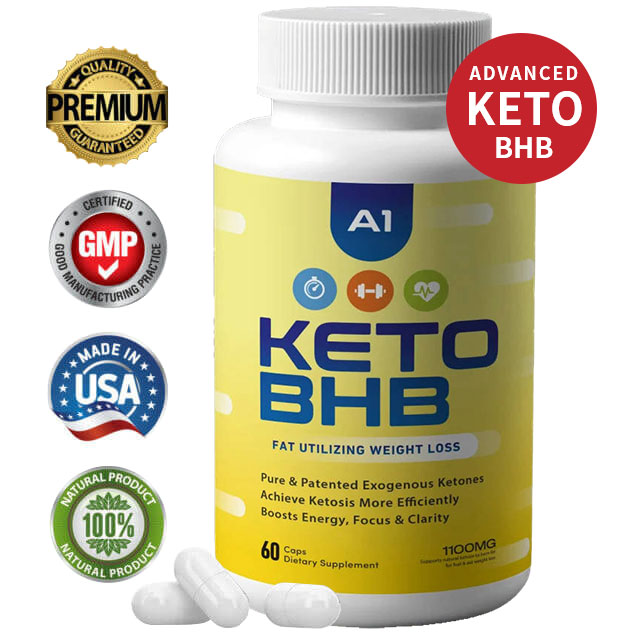 QUALITY
PREMIUM
GUARANTEED
CERTIFIED
GMP
GOOD MANUFACTURING PRACTICE
MADE IN
USA
NATURAL PRODUCT
100%
NATURAL PRODUCT
ADVANCED
KETO
BHB
A1
KETO
BHB
FAT UTILIZING WEIGHT LOSS
Pure & Patented Exogenous Ketones
Achieve Ketosis More Efficiently
Boosts Energy, Focus & Clarity
60 Caps
Dietary Supplement
1100MG